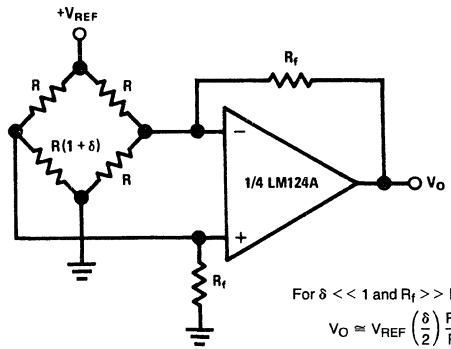 +VREF
R
R
Rf
R(1 + δ)
R
−
+
1/4 LM124A
VO
Rf
For δ << 1 and Rf >>
VO ≅ VREF (δ/2)